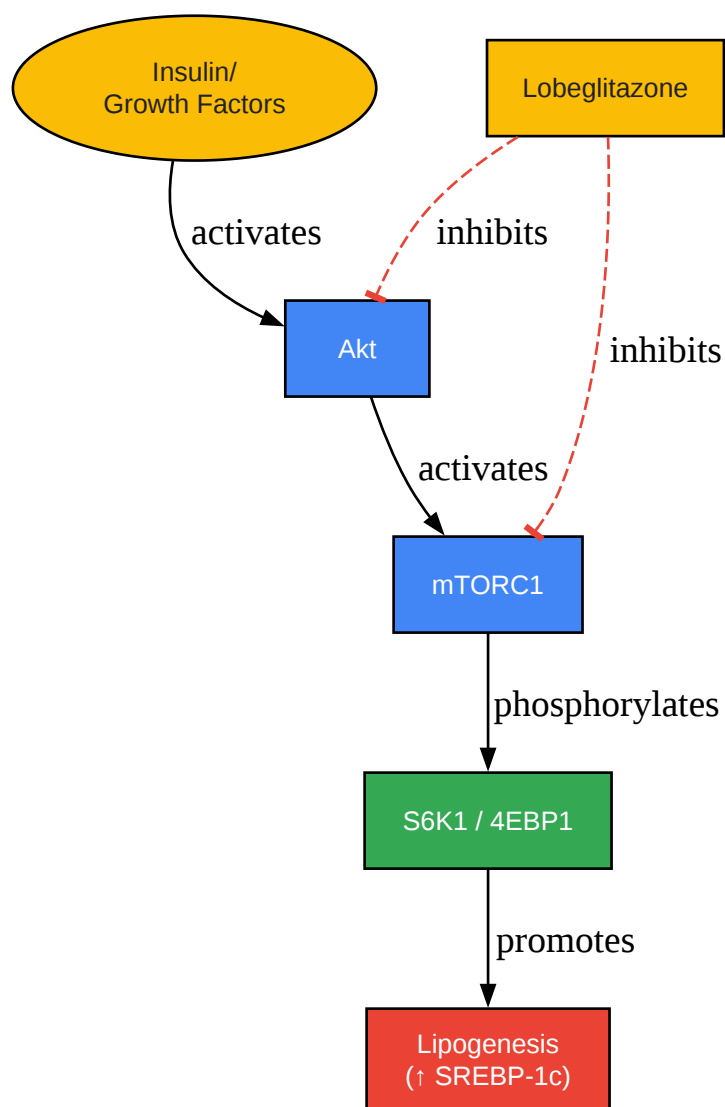 Insulin/
Growth Factors
Lobeglitazone
activates
inhibits
inhibits
Akt
activates
mTORC1
phosphorylates
S6K1 / 4EBP1
promotes
Lipogenesis
(↑ SREBP-1c)